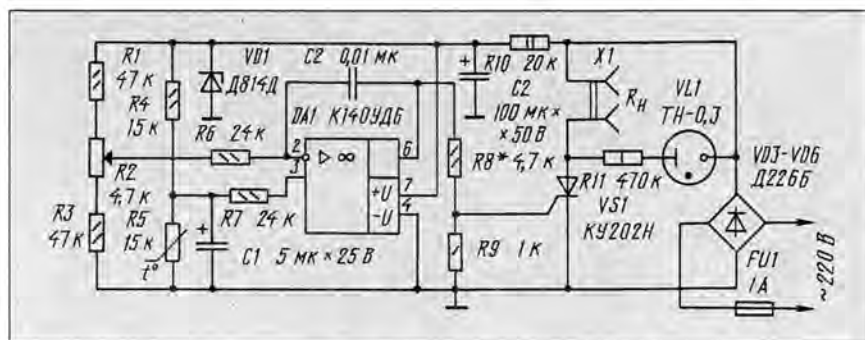 R1
47 к
R4
15 к
VD1
Д814Д
C2
0,01 мк
DA1 К140УД6
R6
24 к
2
3
▷ ∞
6
7
4
+U
-U
R2
4,7 к
R3
47 к
R5
15 к
t°
R7
24 к
C1 5 мк × 25 В
+
+
R10 20 к
C2
100 мк ×
× 50 В
R8* 4,7 к
R9 1 к
X1
Rн
VL1
ТН-0,3
R11 470 к
VS1
КУ202Н
VD3-VD6
Д226Б
FU1
1А
~220 В